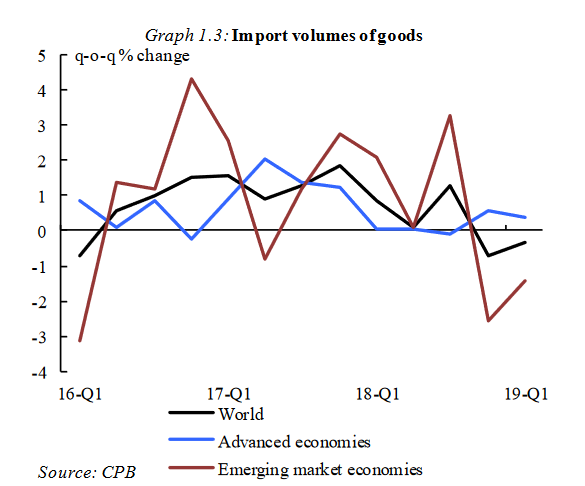 Graph 1.3: Import volumes of goods
q-o-q % change
5
4
3
2
1
0
-1
-2
-3
-4
16-Q1 17-Q1 18-Q1 19-Q1
World
Advanced economies
Emerging market economies
Source: CPB